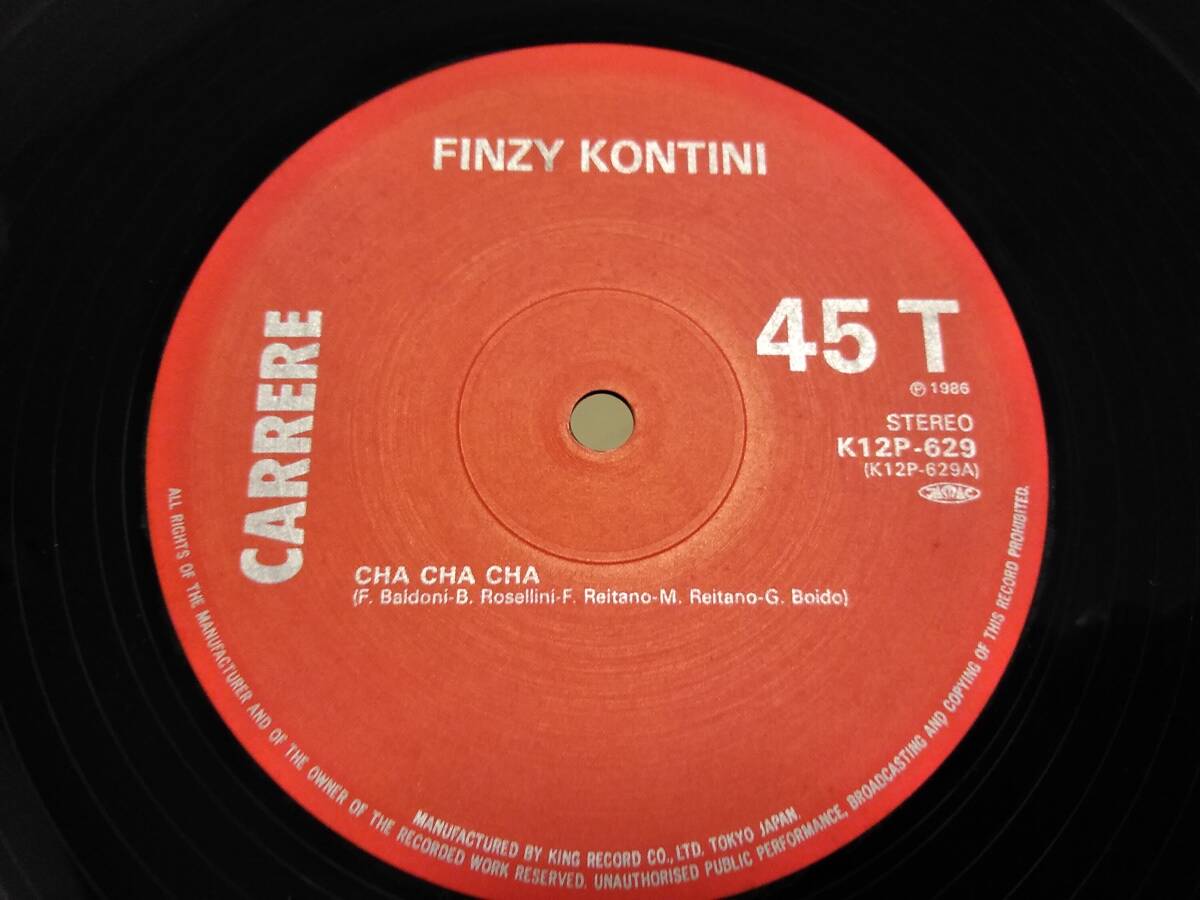 FINZY KONTINI
CARRERE
45 T
Ⓟ 1986
STEREO
K12P-629
(K12P-629A)
CHA CHA CHA
(F. Baldoni-B. Rosellini-F. Reitano-M. Reitano-G. Boido)
MANUFACTURED BY KING RECORD CO., LTD. TOKYO JAPAN.
ALL RIGHTS OF THE MANUFACTURER AND OF THE OWNER OF THE RECORDED WORK RESERVED. UNAUTHORISED PUBLIC PERFORMANCE, BROADCASTING AND COPYING OF THIS RECORD PROHIBITED.